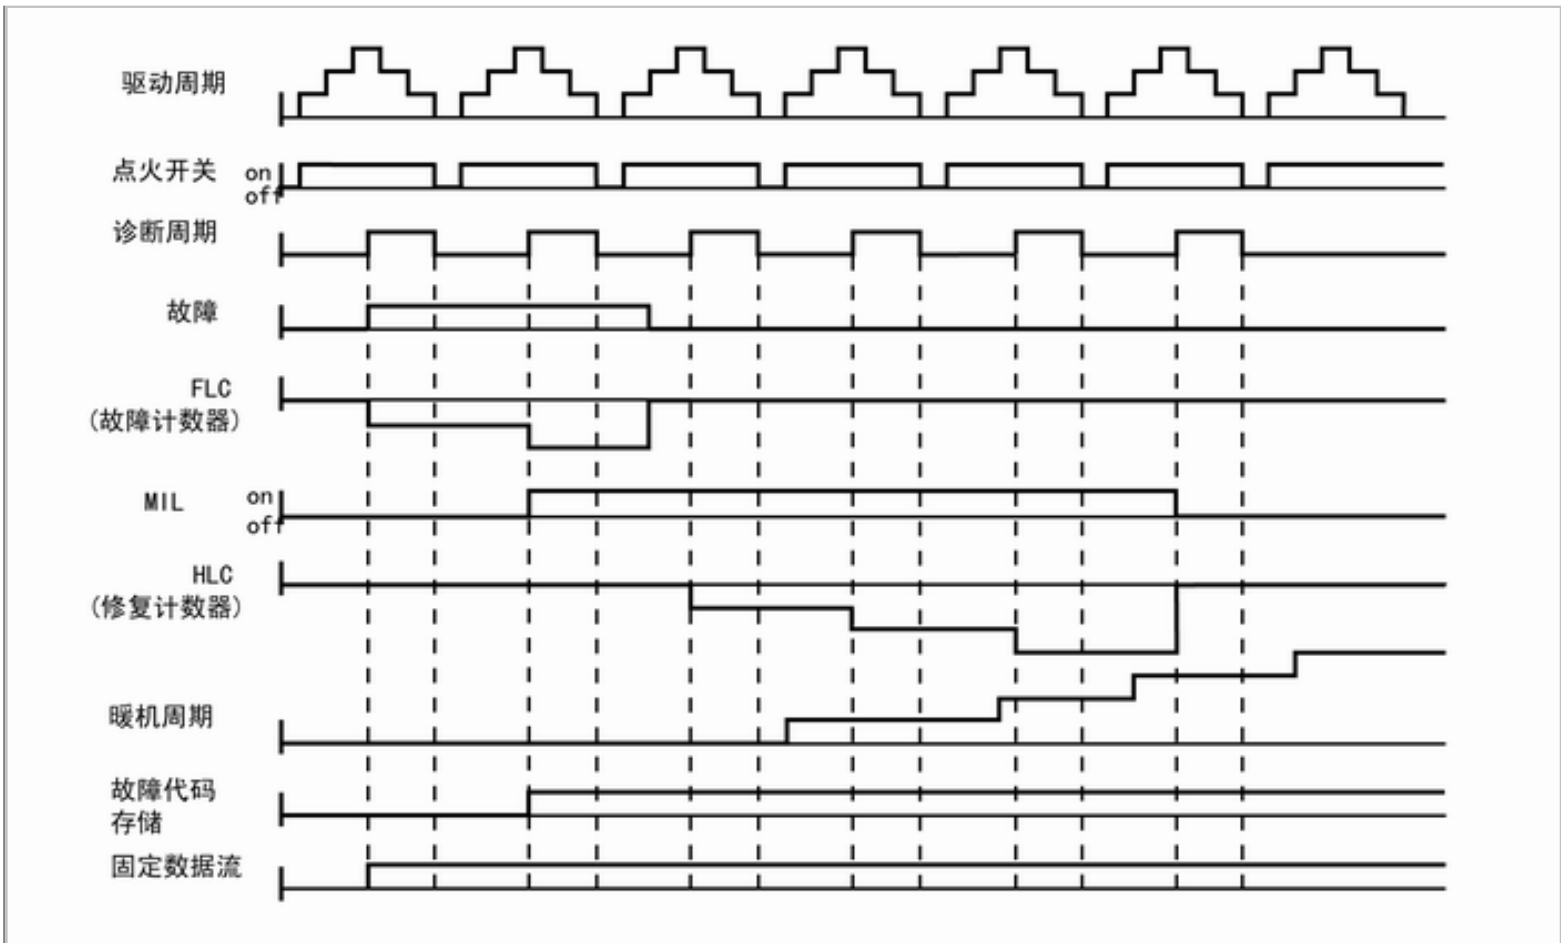 驱动周期
点火开关 on
off
诊断周期
故障
FLC
(故障计数器)
MIL on
off
HLC
(修复计数器)
暖机周期
故障代码
存储
固定数据流